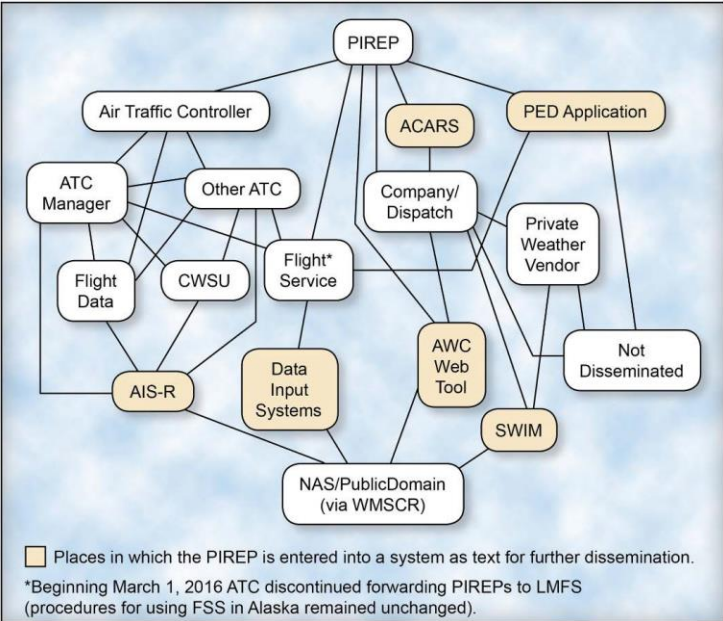 PIREP
Air Traffic Controller
ACARS
PED Application
ATC
Manager
Other ATC
Company/
Dispatch
Private
Weather
Vendor
Flight
Data
CWSU
Flight*
Service
AIS-R
Data
Input
Systems
AWC
Web
Tool
Not
Disseminated
SWIM
NAS/PublicDomain
(via WMSCR)
Places in which the PIREP is entered into a system as text for further dissemination.
*Beginning March 1, 2016 ATC discontinued forwarding PIREPs to LMFS
(procedures for using FSS in Alaska remained unchanged).